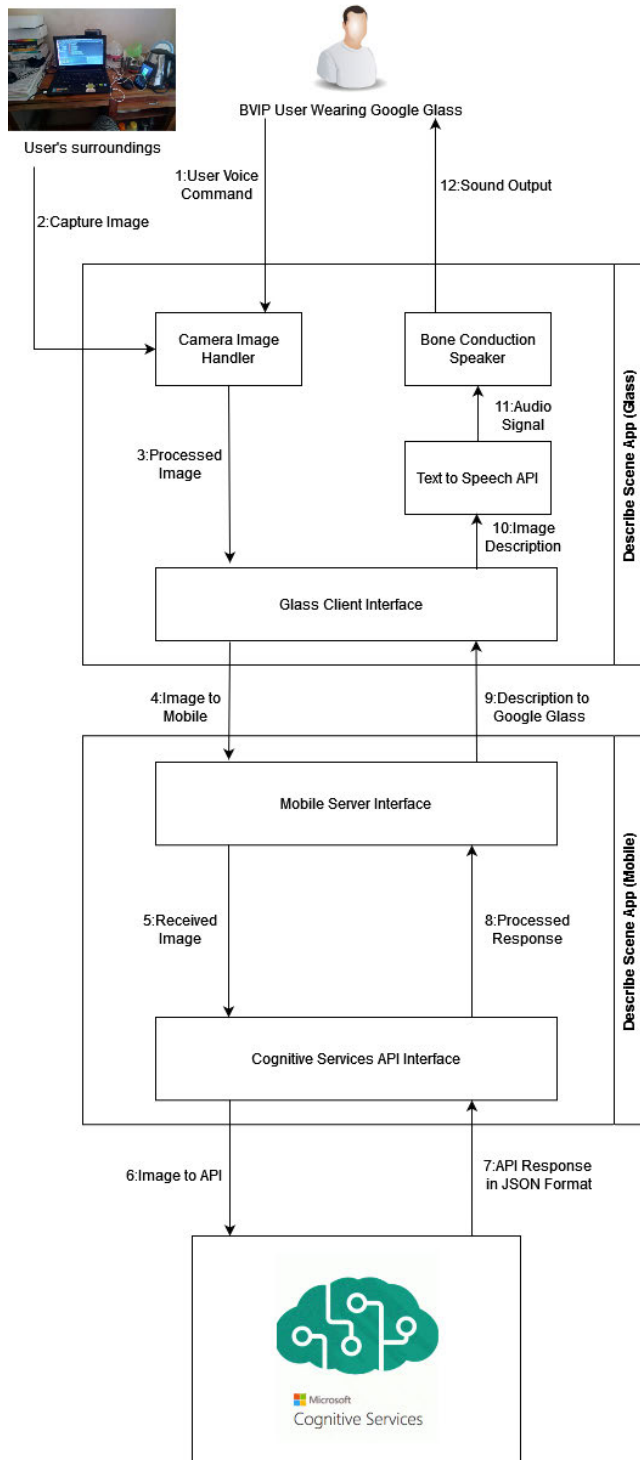 BVIP User Wearing Google Glass
User's surroundings
1:User Voice
Command
12:Sound Output
2:Capture Image
Camera Image
Handler
Bone Conduction
Speaker
11:Audio
Signal
3:Processed
Image
Text to Speech API
10:Image
Description
Glass Client Interface
Describe Scene App (Glass)
4:Image to
Mobile
9:Description to
Google Glass
Mobile Server Interface
5:Received
Image
8:Processed
Response
Cognitive Services API Interface
Describe Scene App (Mobile)
6:Image to API
7:API Response
in JSON Format
Microsoft
Cognitive Services